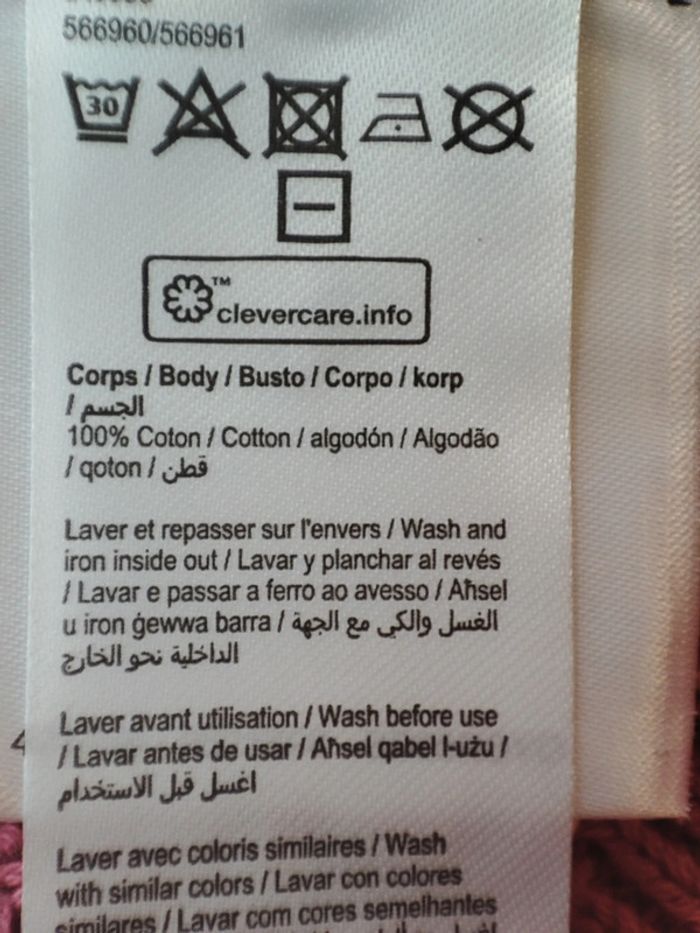 566960/566961
30
™
clevercare.info
Corps / Body / Busto / Corpo / korp
/ الجسم
100% Coton / Cotton / algodón / Algodão
/ qoton / قطن
Laver et repasser sur l'envers / Wash and
iron inside out / Lavar y planchar al revés
/ Lavar e passar a ferro ao avesso / Aħsel
u iron ġewwa barra / الغسل والكي مع الجهة
الداخلية نحو الخارج
Laver avant utilisation / Wash before use
/ Lavar antes de usar / Aħsel qabel l-użu /
اغسل قبل الاستخدام
Laver avec coloris similaires / Wash
with similar colors / Lavar con colores
similares / Lavar com cores semelhantes